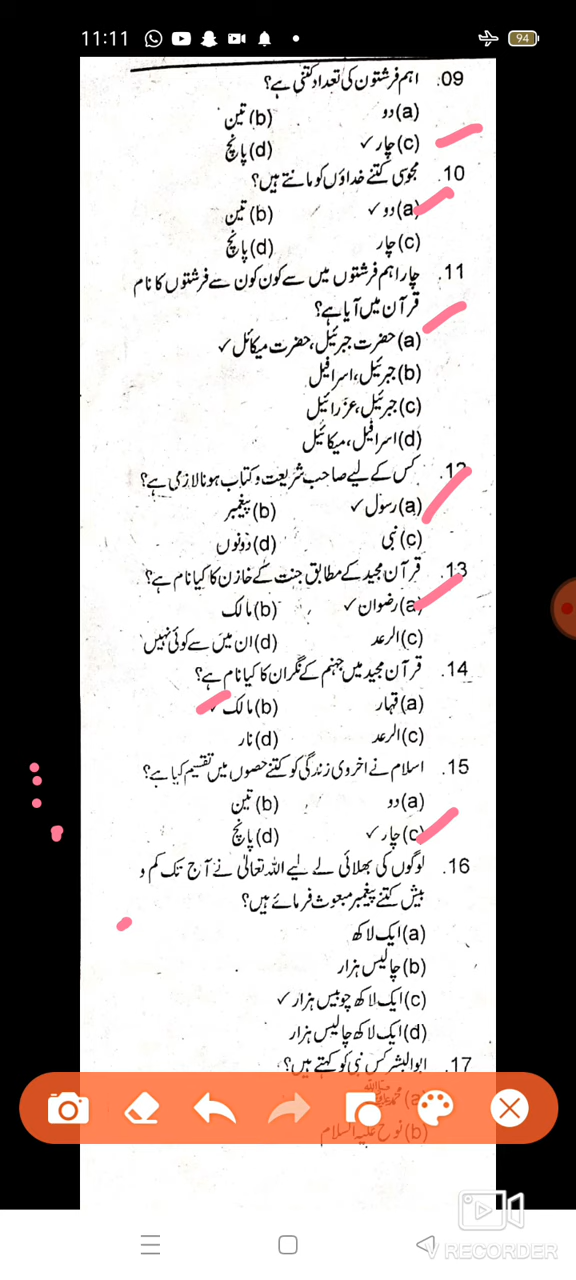 11:11
94
09. اہم فرشتوں کی تعداد کتنی ہے؟
(a) دو (b) تین
(c) چار ✓ (d) پانچ
10. مجوسی کتنے خداؤں کو مانتے ہیں؟
(a) دو ✓ (b) تین
(c) چار (d) پانچ
11. چار اہم فرشتوں میں سے کون کون سے فرشتوں کا نام
قرآن میں آیا ہے؟
(a) حضرت جبرئیل، حضرت میکائل ✓
(b) جبرئیل، اسرافیل
(c) جبرئیل، عزرائیل
(d) اسرافیل، میکائیل
12. کس کے لیے صاحب شریعت و کتاب ہونا لازمی ہے؟
(a) رسول ✓ (b) پیغمبر
(c) نبی (d) دونوں
13. قرآن مجید کے مطابق جنت کے خازن کا کیا نام ہے؟
(a) رضوان ✓ (b) مالک
(c) الرعد (d) ان میں سے کوئی نہیں
14. قرآن مجید میں جہنم کے نگران کا کیا نام ہے؟
(a) قہار (b) مالک ✓
(c) الرعد (d) نار
15. اسلام نے اخروی زندگی کو کتنے حصوں میں تقسیم کیا ہے؟
(a) دو (b) تین
(c) چار ✓ (d) پانچ
16. لوگوں کی بھلائی کے لیے اللہ تعالیٰ نے آج تک کم و
بیش کتنے پیغمبر مبعوث فرمائے ہیں؟
(a) ایک لاکھ
(b) چالیس ہزار
(c) ایک لاکھ چوبیس ہزار ✓
(d) ایک لاکھ چالیس ہزار
17. ابوالبشر کس نبی کو کہتے ہیں؟
(a) محمد ﷺ
(b) نوح علیہ السلام
V RECORDER